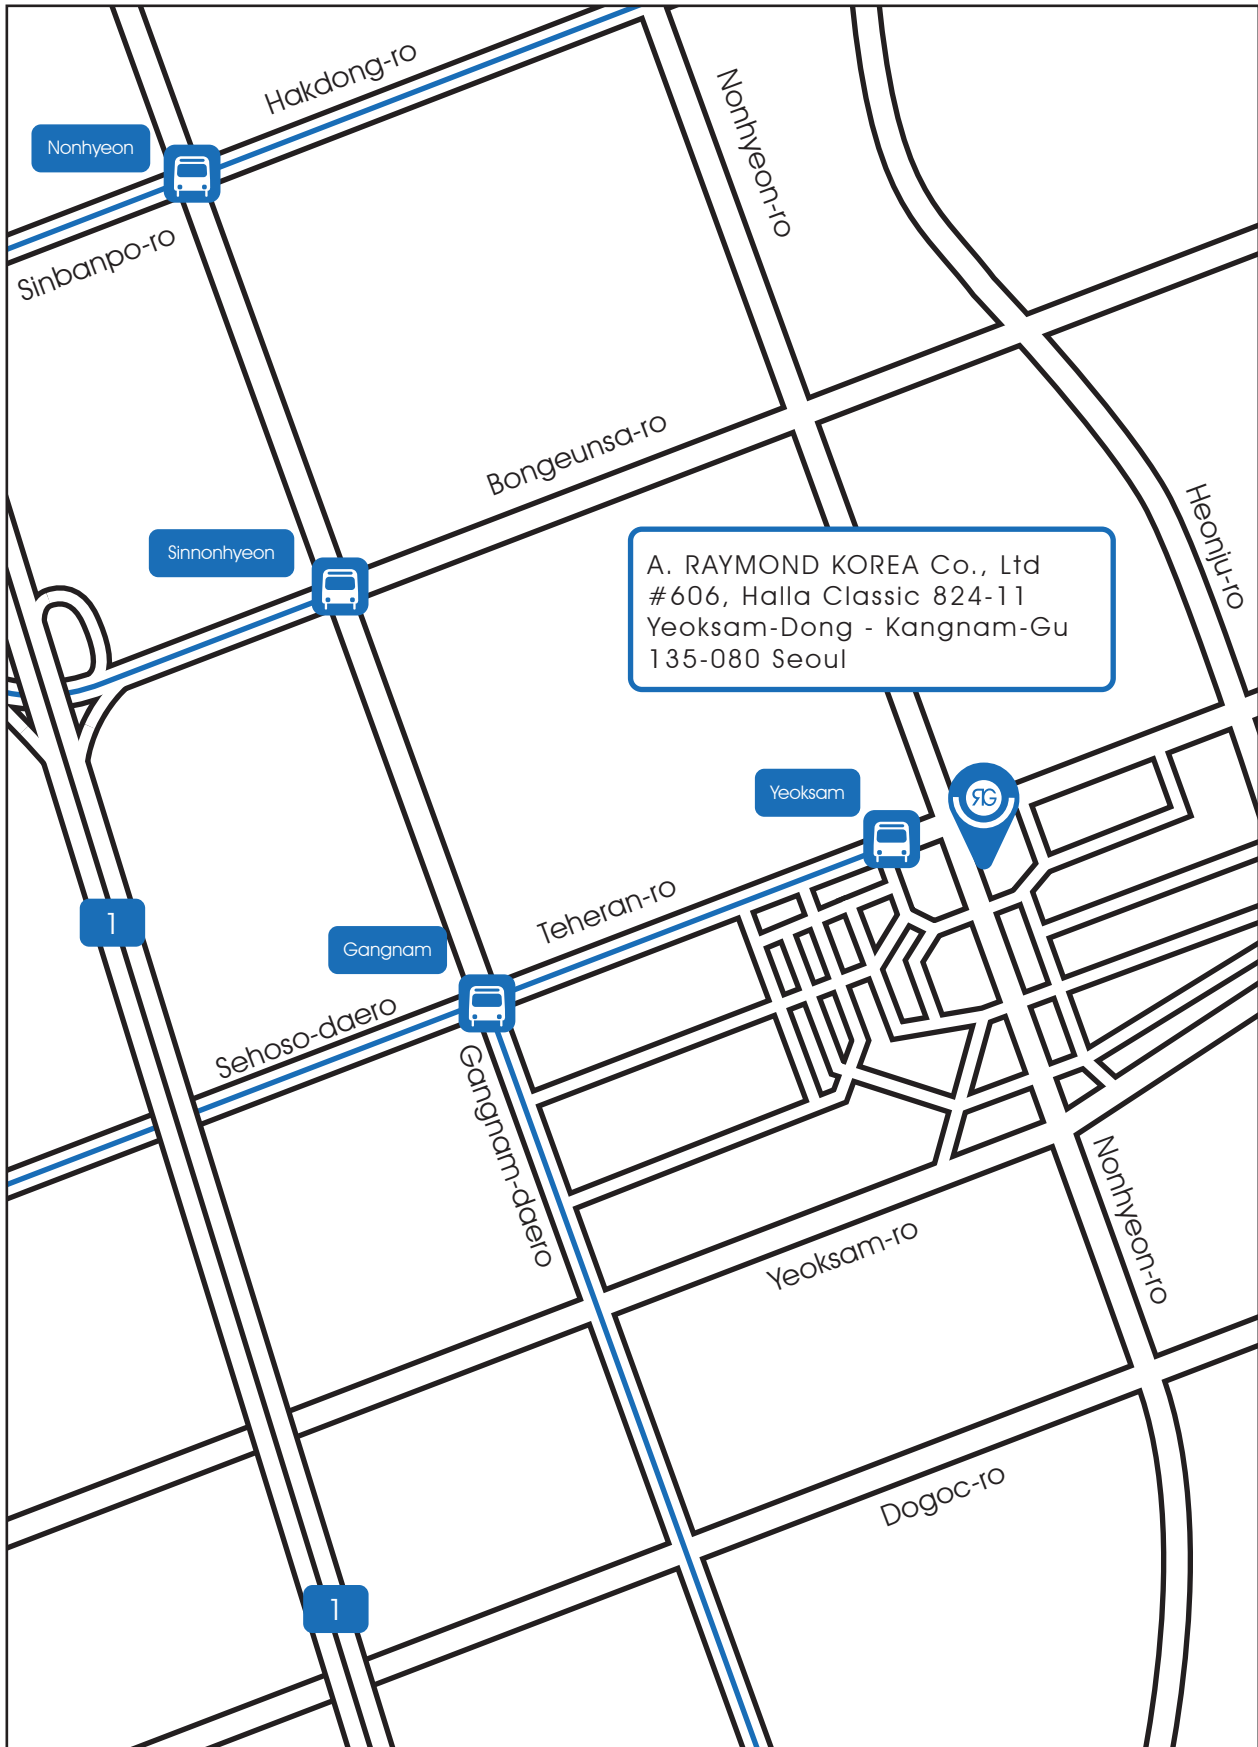 Hakdong-ro
Nonhyeon-ro
Nonhyeon
Sinbanpo-ro
Bongeunsa-ro
Heonju-ro
Sinnonhyeon
A. RAYMOND KOREA Co., Ltd
#606, Halla Classic 824-11
Yeoksam-Dong - Kangnam-Gu
135-080 Seoul
Yeoksam
1
Teheran-ro
Gangnam
Sehoso-daero
Gangnam-daero
Nonhyeon-ro
Yeoksam-ro
Dogoc-ro
1